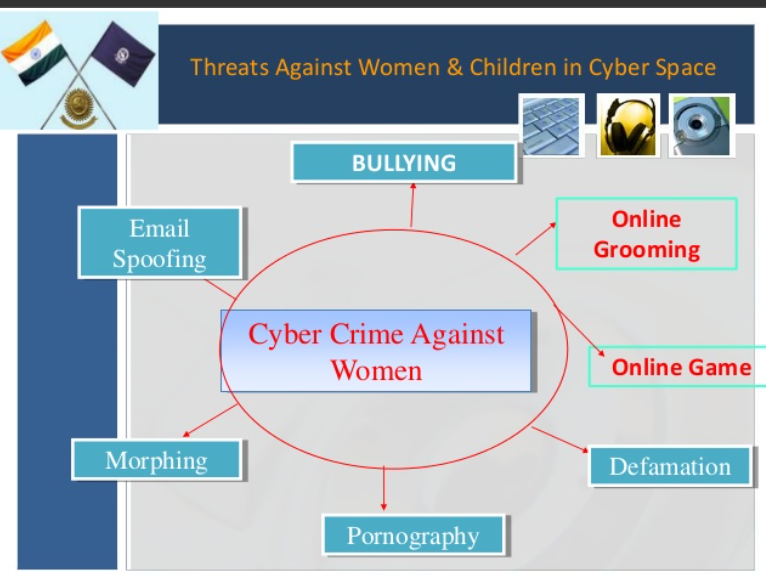 Threats Against Women & Children in Cyber Space
BULLYING
Email
Spoofing
Online
Grooming
Cyber Crime Against
Women
Online Game
Morphing
Defamation
Pornography